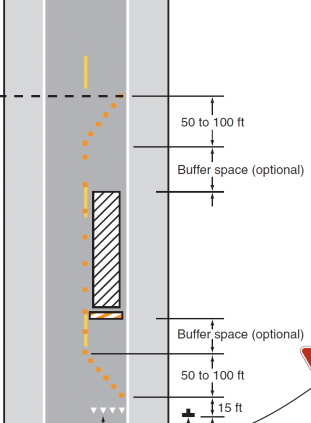 50 to 100 ft
Buffer space (optional)
Buffer space (optional)
50 to 100 ft
15 ft